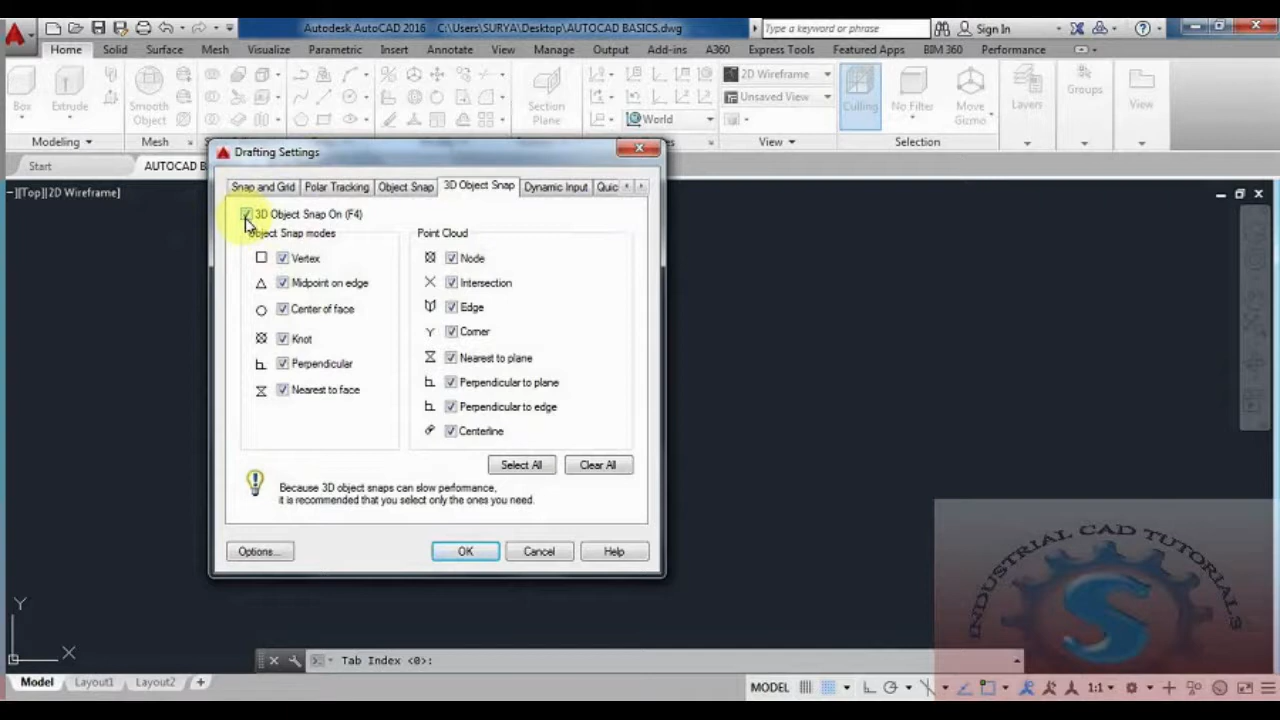 Autodesk AutoCAD 2016 C:\Users\SURYA\Desktop\AUTOCAD BASICS.dwg
Type a keyword or phrase
Sign In
Home Solid Surface Mesh Visualize Parametric Insert Annotate View Manage Output Add-ins A360 Express Tools Featured Apps BIM 360 Performance
Box Extrude Smooth Object Section Plane
2D Wireframe
Unsaved View
World
Culling No Filter Move Gizmo Layers Groups View
Modeling Mesh View Selection
Start AUTOCAD B
[Top][2D Wireframe]
Drafting Settings
Snap and Grid Polar Tracking Object Snap 3D Object Snap Dynamic Input Quic
3D Object Snap On (F4)
Object Snap modes
Vertex
Midpoint on edge
Center of face
Knot
Perpendicular
Nearest to face
Point Cloud
Node
Intersection
Edge
Corner
Nearest to plane
Perpendicular to plane
Perpendicular to edge
Centerline
Select All Clear All
Because 3D object snaps can slow performance,
it is recommended that you select only the ones you need.
Options... OK Cancel Help
INDUSTRIAL CAD TUTORIALS
S
Y
X
Tab Index <0>:
Model Layout1 Layout2 +
MODEL 1:1